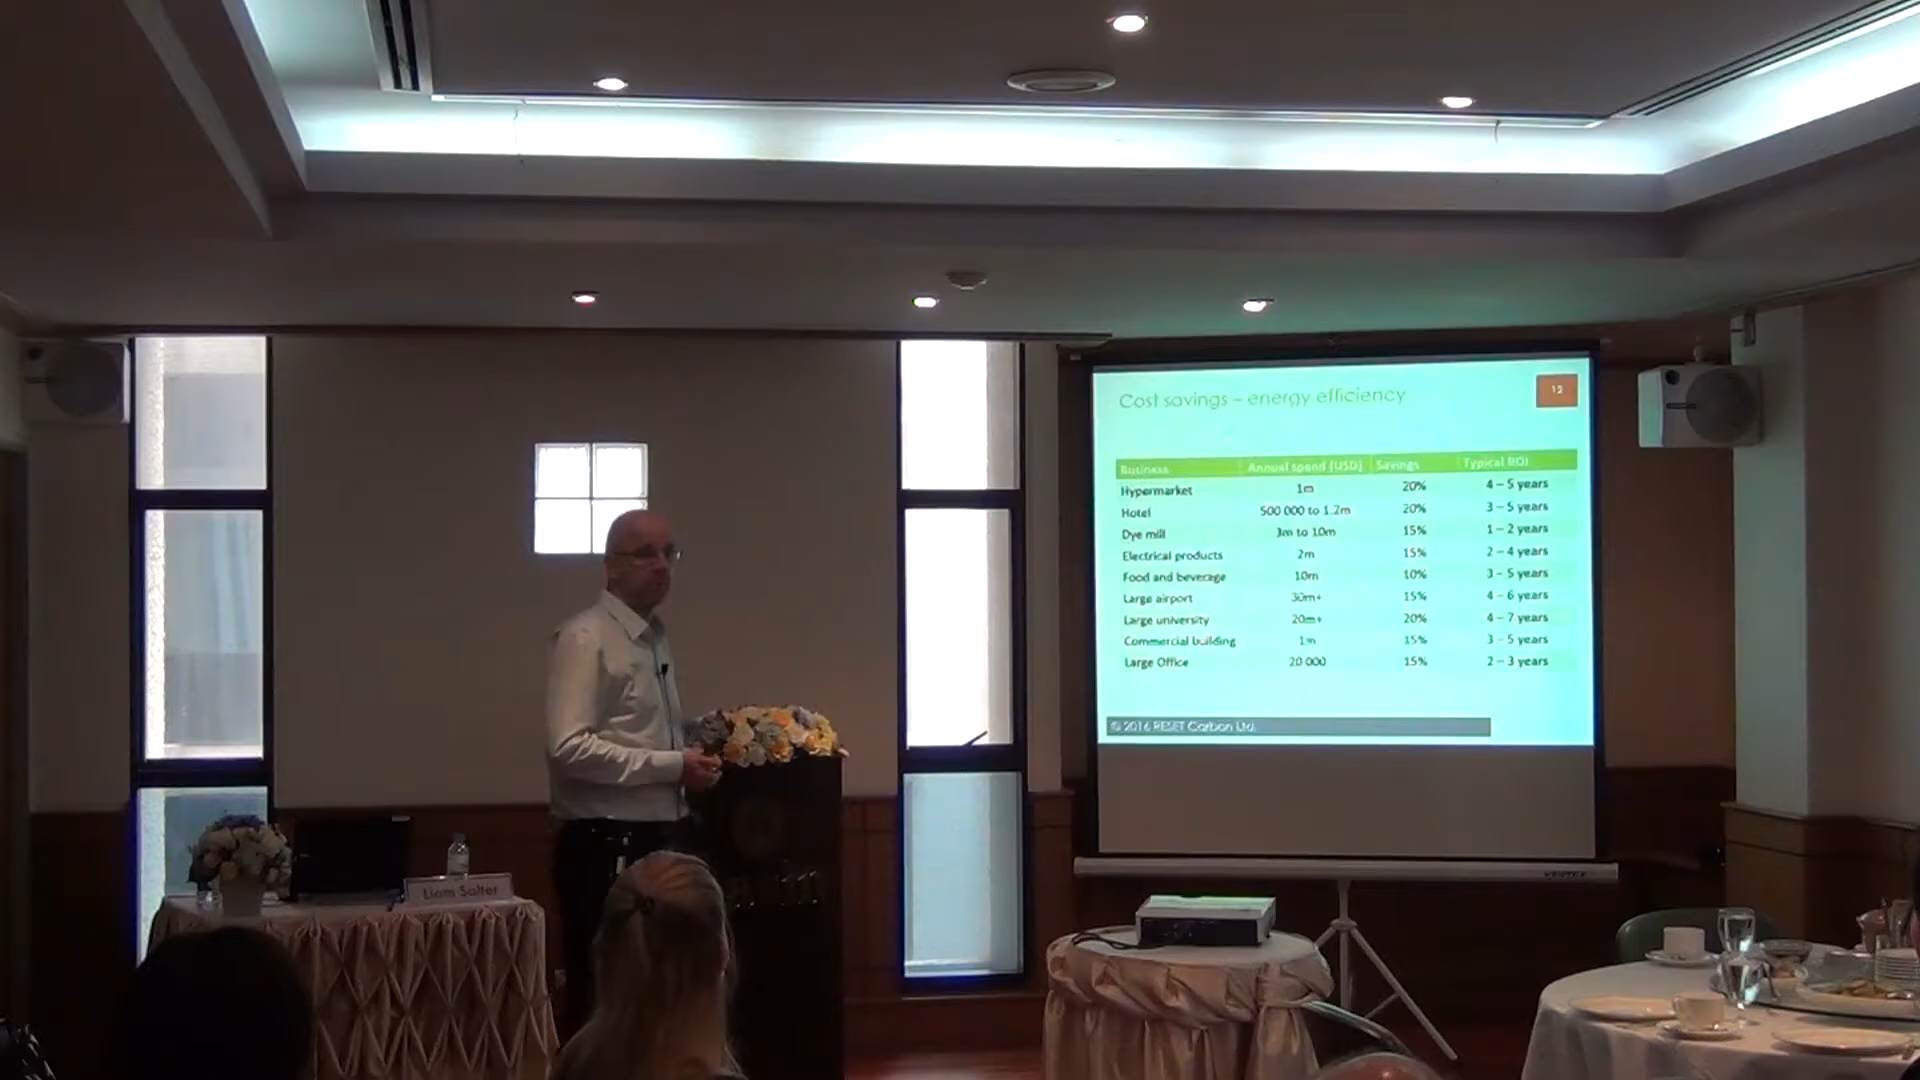 Cost savings – energy efficiency
12
Business Annual spend (USD) Savings Typical ROI
Hypermarket 1m 20% 4 – 5 years
Hotel 500 000 to 1.2m 20% 3 – 5 years
Dye mill 3m to 10m 15% 1 – 2 years
Electrical products 2m 15% 2 – 4 years
Food and beverage 10m 10% 3 – 5 years
Large airport 30m+ 15% 4 – 6 years
Large university 20m+ 20% 4 – 7 years
Commercial building 1m 15% 3 – 5 years
Large Office 20 000 15% 2 – 3 years
© 2016 RESET Carbon Ltd.
VERTEX
Liam Salter